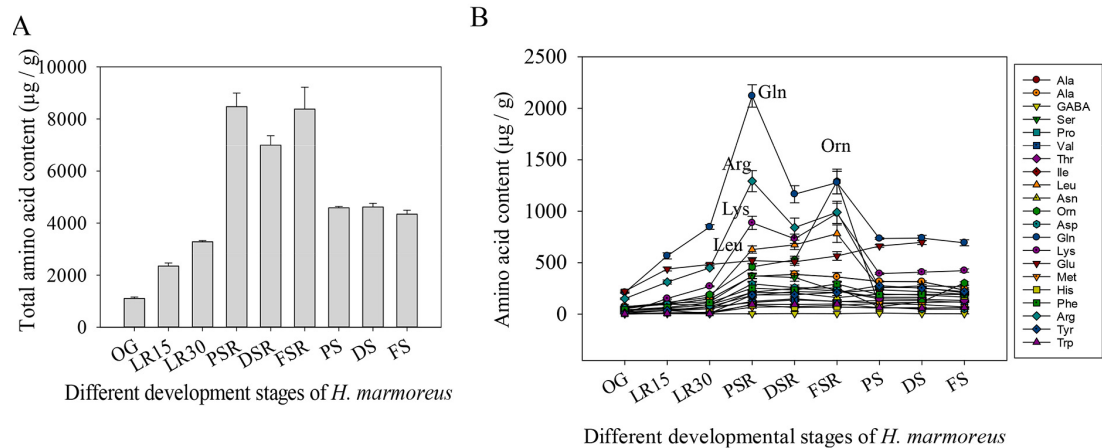 A
Total amino acid content (µg / g)
10000
8000
6000
4000
2000
0
OG
LR15
LR30
PSR
DSR
FSR
PS
DS
FS
Different development stages of H. marmoreus
B
Amino acid content (µg / g)
2500
2000
1500
1000
500
0
Gln
Orn
Arg
Lys
Leu
OG
LR15
LR30
PSR
DSR
FSR
PS
DS
FS
Different developmental stages of H. marmoreus
Ala
Ala
GABA
Ser
Pro
Val
Thr
Ile
Leu
Asn
Orn
Asp
Gln
Lys
Glu
Met
His
Phe
Arg
Tyr
Trp